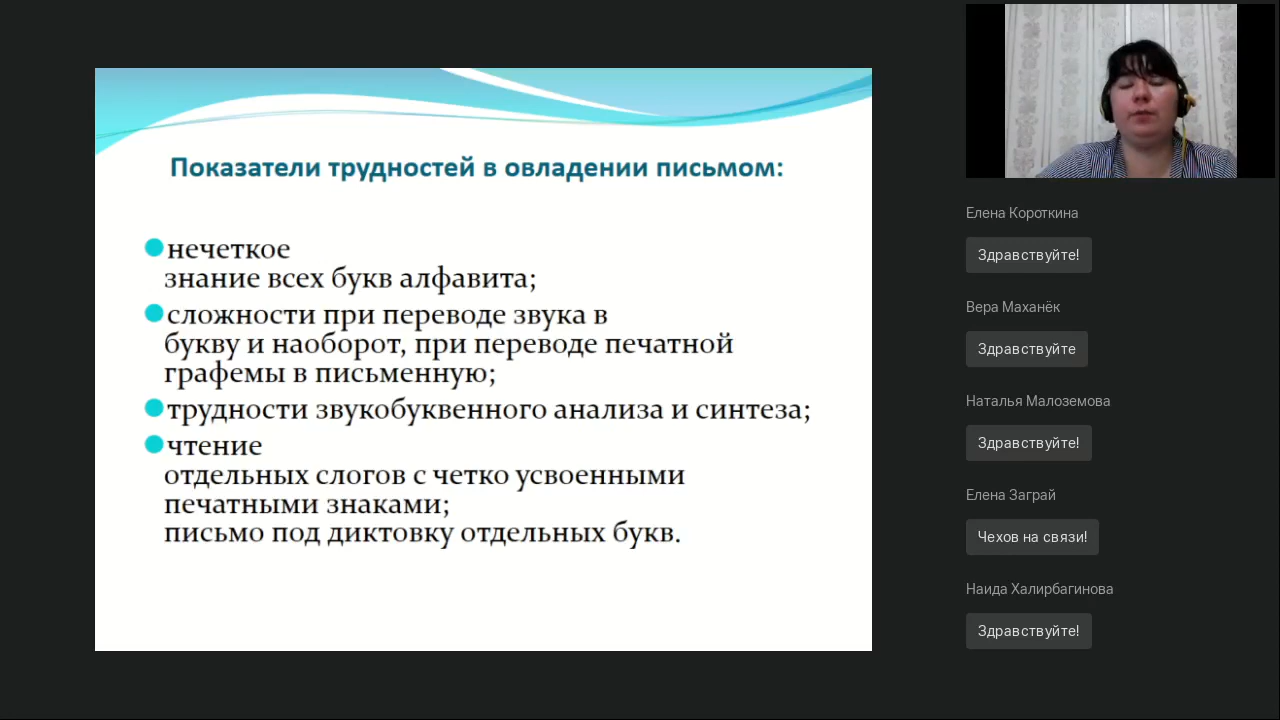 Показатели трудностей в овладении письмом:
нечеткое
знание всех букв алфавита;
сложности при переводе звука в
букву и наоборот, при переводе печатной
графемы в письменную;
трудности звукобуквенного анализа и синтеза;
чтение
отдельных слогов с четко усвоенными
печатными знаками;
письмо под диктовку отдельных букв.
Елена Короткина
Здравствуйте!
Вера Маханёк
Здравствуйте
Наталья Малоземова
Здравствуйте!
Елена Заграй
Чехов на связи!
Наида Халирбагинова
Здравствуйте!